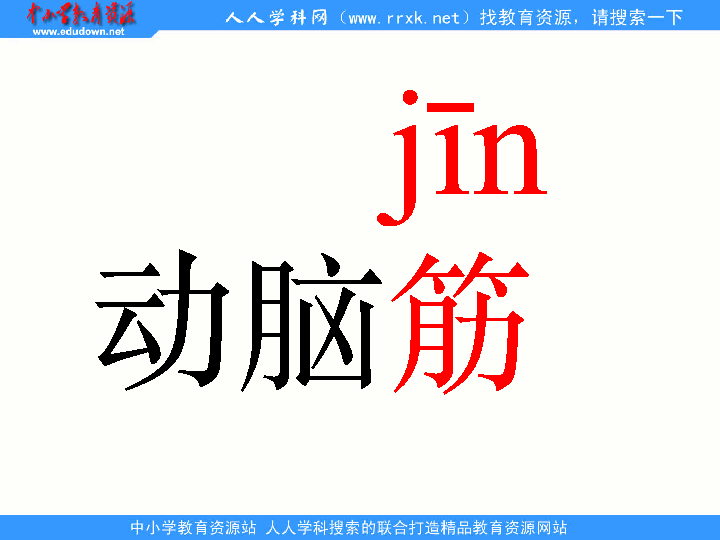 中小学教育资源
www.edudown.net
人人学科网（www.rrxk.net）找教育资源，请搜索一下
jīn
动脑筋
中小学教育资源站 人人学科搜索的联合打造精品教育资源网站